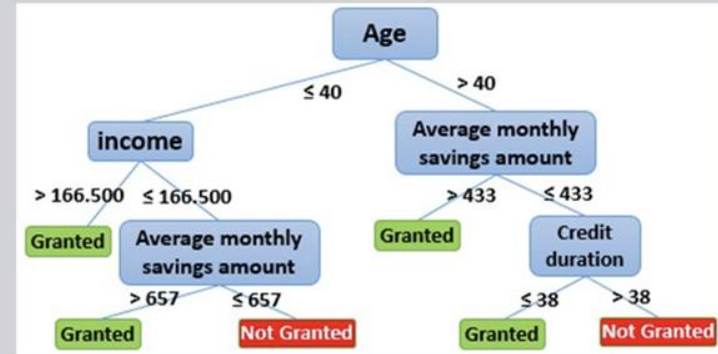 Age
≤ 40
> 40
income
Average monthly
savings amount
> 166.500
≤ 166.500
> 433
≤ 433
Granted
Average monthly
savings amount
Granted
Credit
duration
> 657
≤ 657
≤ 38
> 38
Granted
Not Granted
Granted
Not Granted